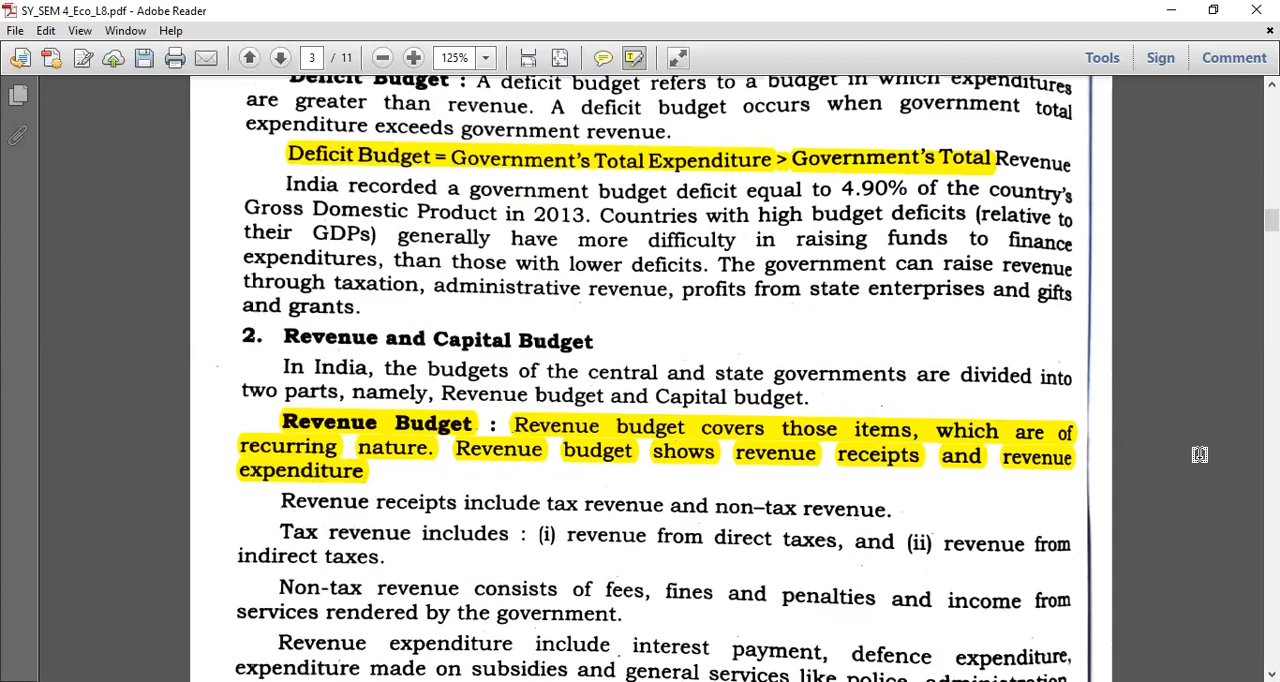 SY_SEM 4_Eco_L8.pdf - Adobe Reader
File Edit View Window Help
3 / 11 125% Tools Sign Comment
Deficit Budget : A deficit budget refers to a budget in which expenditures
are greater than revenue. A deficit budget occurs when government total
expenditure exceeds government revenue.
Deficit Budget = Government's Total Expenditure > Government's Total Revenue
India recorded a government budget deficit equal to 4.90% of the country's
Gross Domestic Product in 2013. Countries with high budget deficits (relative to
their GDPs) generally have more difficulty in raising funds to finance
expenditures, than those with lower deficits. The government can raise revenue
through taxation, administrative revenue, profits from state enterprises and gifts
and grants.
2. Revenue and Capital Budget
In India, the budgets of the central and state governments are divided into
two parts, namely, Revenue budget and Capital budget.
Revenue Budget : Revenue budget covers those items, which are of
recurring nature. Revenue budget shows revenue receipts and revenue
expenditure
Revenue receipts include tax revenue and non-tax revenue.
Tax revenue includes : (i) revenue from direct taxes, and (ii) revenue from
indirect taxes.
Non-tax revenue consists of fees, fines and penalties and income from
services rendered by the government.
Revenue expenditure include interest payment, defence expenditure,
expenditure made on subsidies and general services like police, administration